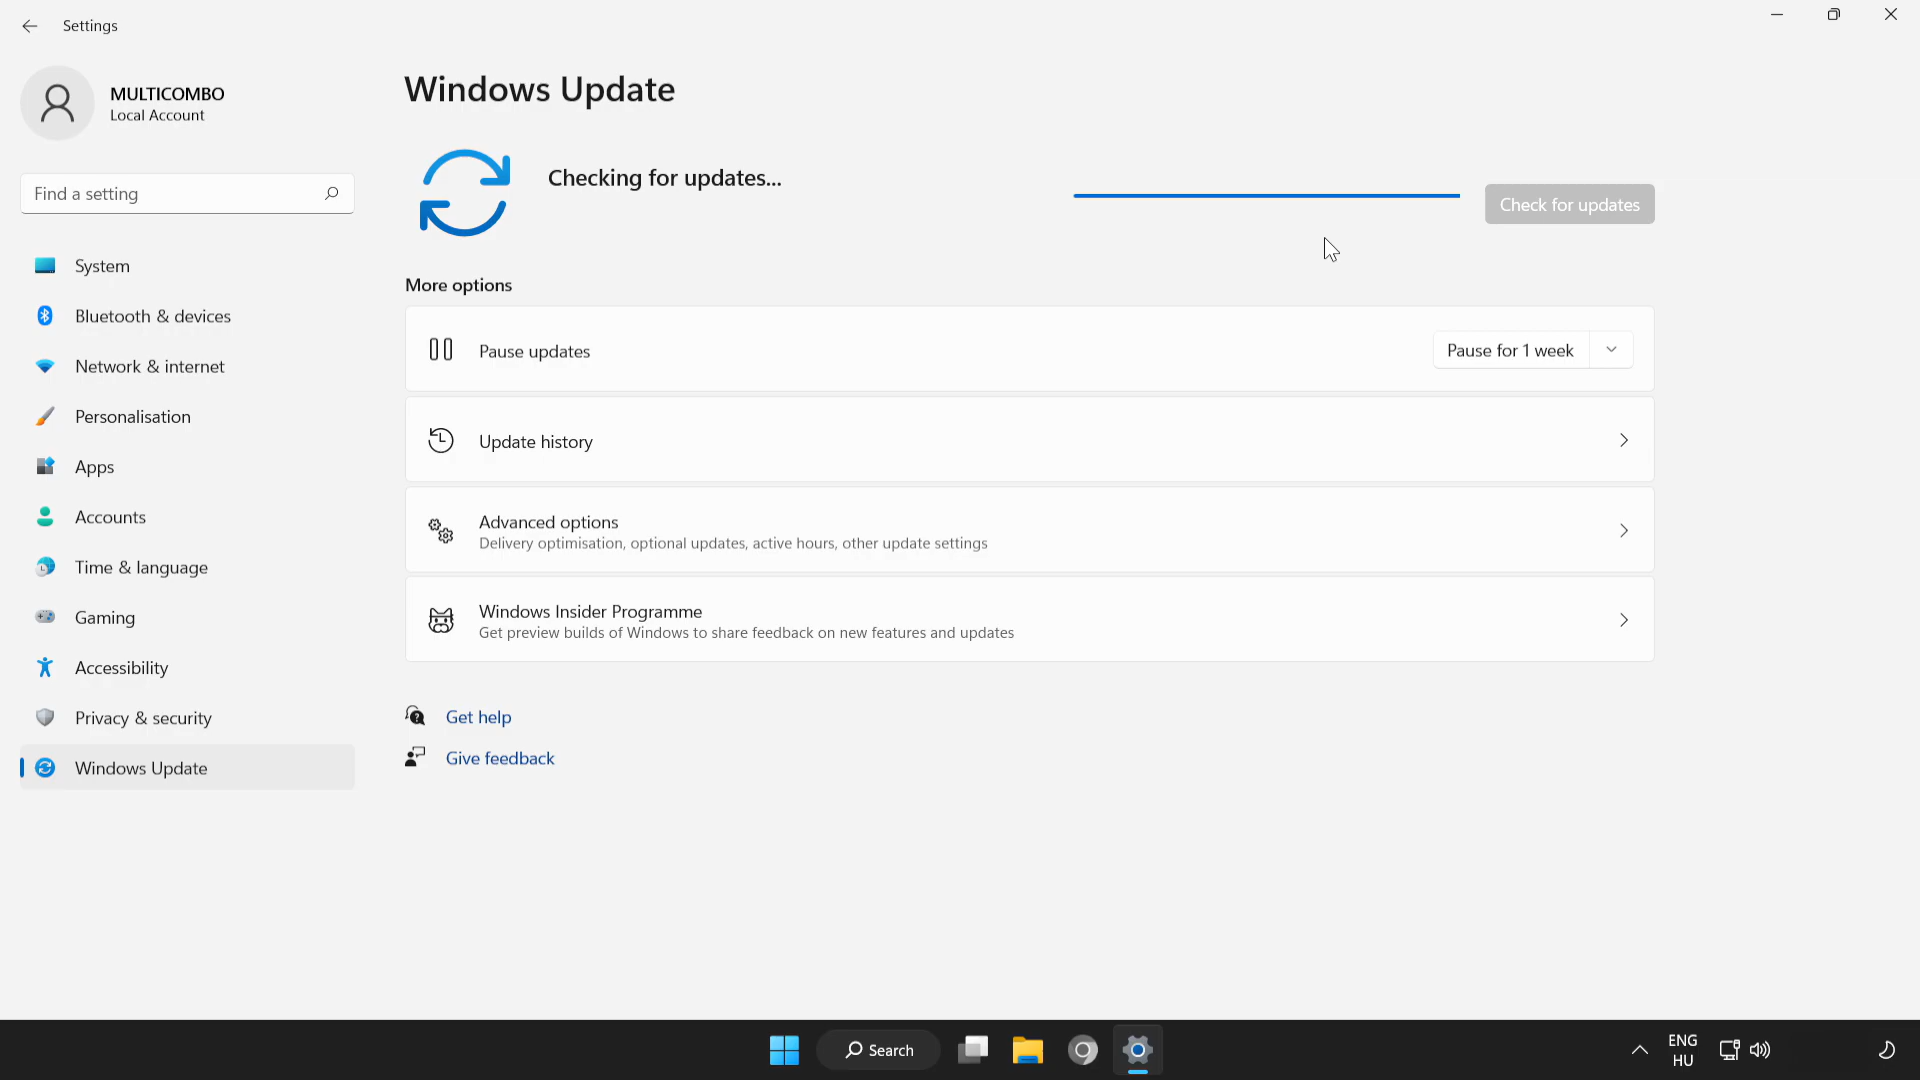 Settings
MULTICOMBO
Local Account
Find a setting
System
Bluetooth & devices
Network & internet
Personalisation
Apps
Accounts
Time & language
Gaming
Accessibility
Privacy & security
Windows Update
Windows Update
Checking for updates...
Check for updates
More options
Pause updates
Pause for 1 week
Update history
Advanced options
Delivery optimisation, optional updates, active hours, other update settings
Windows Insider Programme
Get preview builds of Windows to share feedback on new features and updates
Get help
Give feedback
Search
ENG
HU